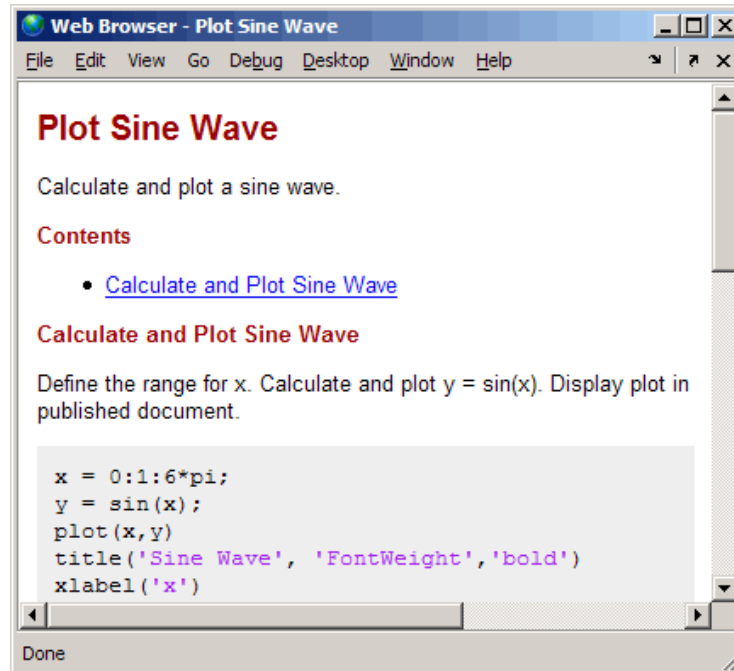 Web Browser - Plot Sine Wave
File Edit View Go Debug Desktop Window Help
Plot Sine Wave
Calculate and plot a sine wave.
Contents
• Calculate and Plot Sine Wave
Calculate and Plot Sine Wave
Define the range for x. Calculate and plot y = sin(x). Display plot in
published document.
x = 0:1:6*pi;
y = sin(x);
plot(x,y)
title('Sine Wave', 'FontWeight','bold')
xlabel('x')
Done